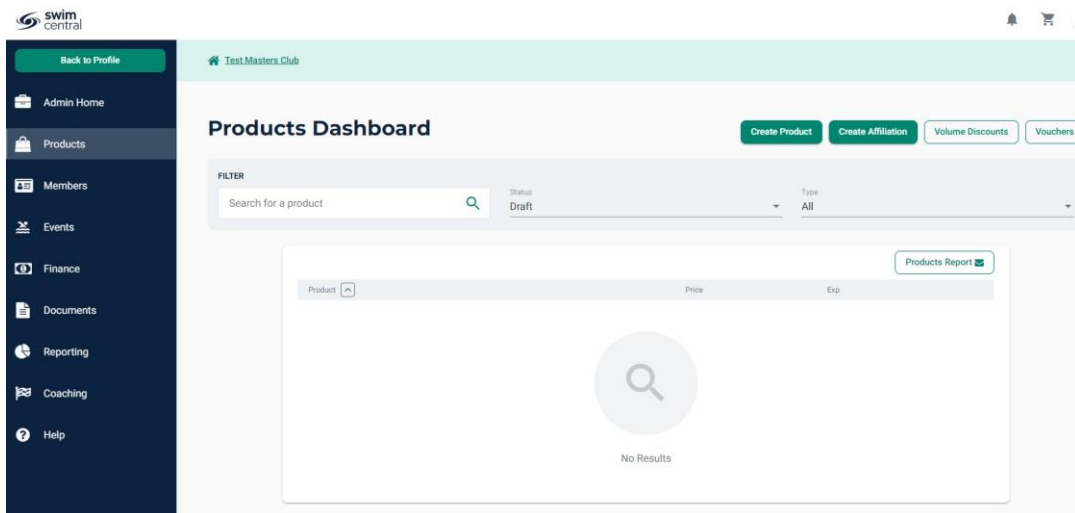 swim
central
Back to Profile
Test Masters Club
Admin Home
Products
Members
Events
Finance
Documents
Reporting
Coaching
Help
Products Dashboard
Create Product
Create Affiliation
Volume Discounts
Vouchers
FILTER
Search for a product
Status
Draft
Type
All
Products Report
Product
Price
Exp
No Results